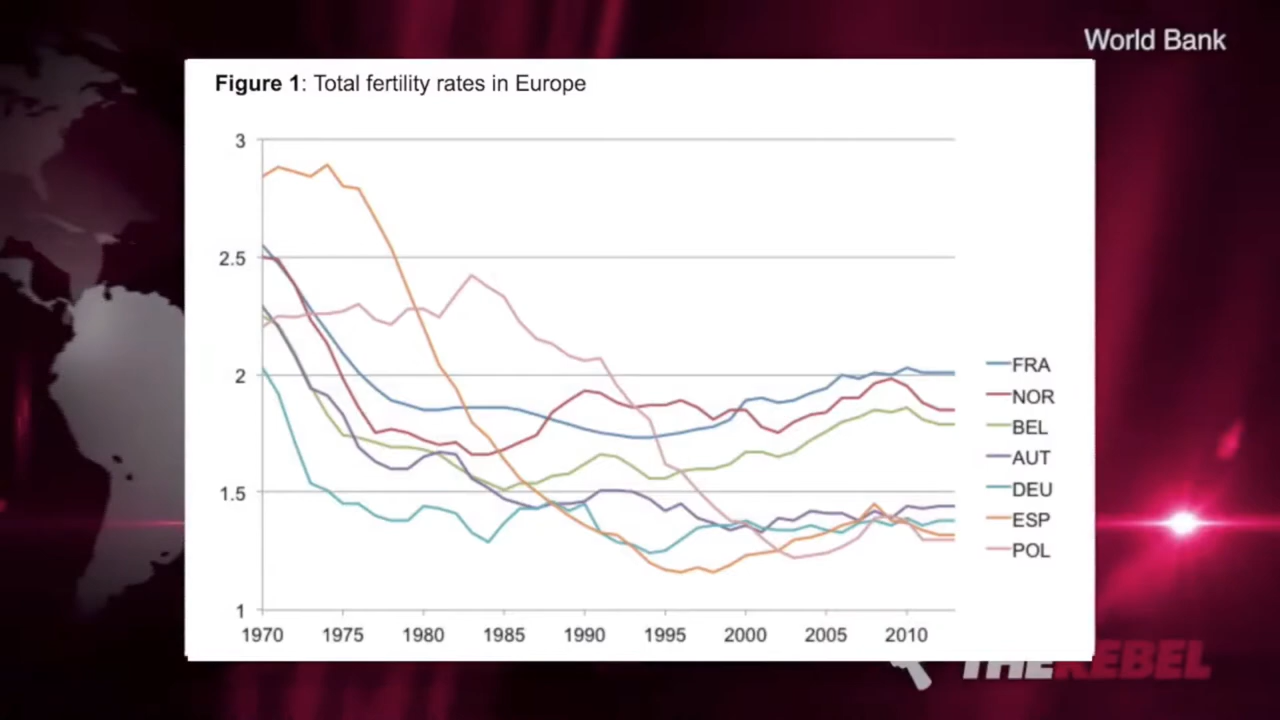 World Bank
Figure 1: Total fertility rates in Europe
3
2.5
2
1.5
1
1970 1975 1980 1985 1990 1995 2000 2005 2010
FRA
NOR
BEL
AUT
DEU
ESP
POL
THE REBEL